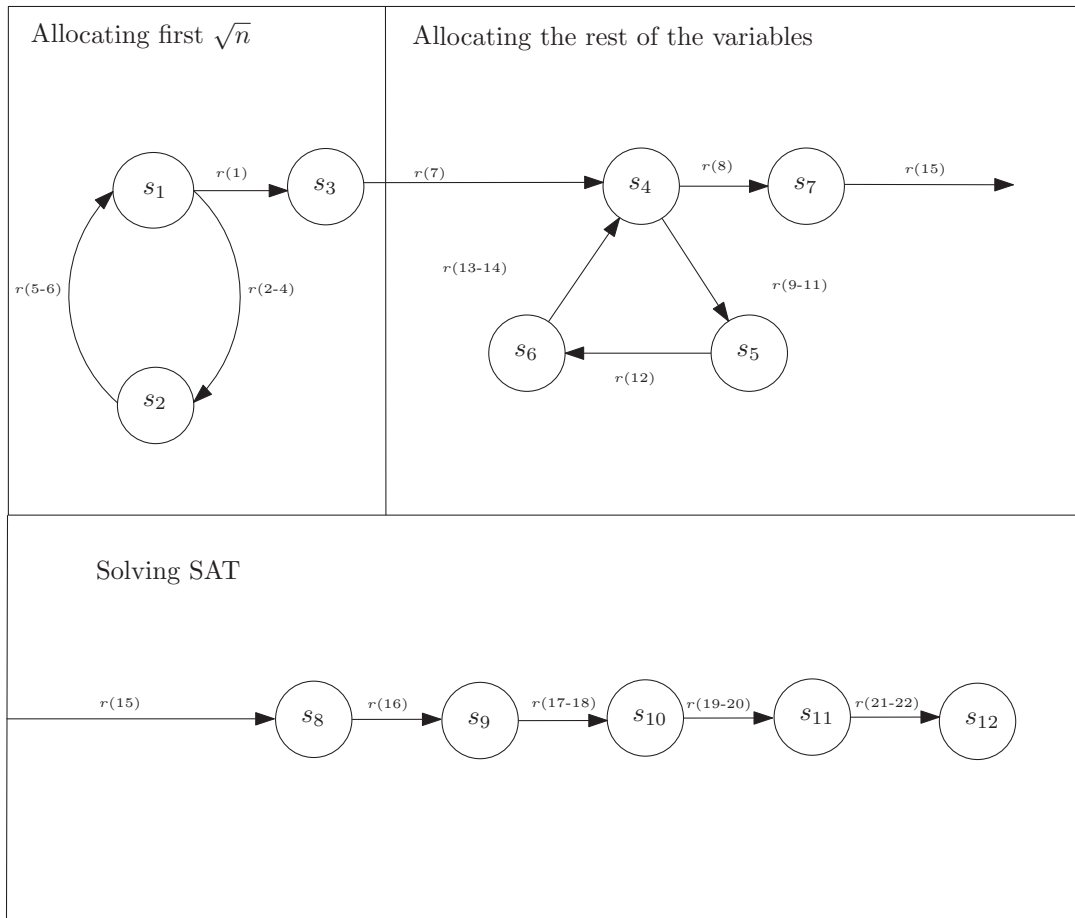 Allocating first √n
Allocating the rest of the variables
s₁
r(1)
s₃
r(7)
s₄
r(8)
s₇
r(15)
r(5-6)
r(2-4)
r(13-14)
r(9-11)
s₂
s₆
r(12)
s₅
Solving SAT
r(15)
s₈
r(16)
s₉
r(17-18)
s₁₀
r(19-20)
s₁₁
r(21-22)
s₁₂